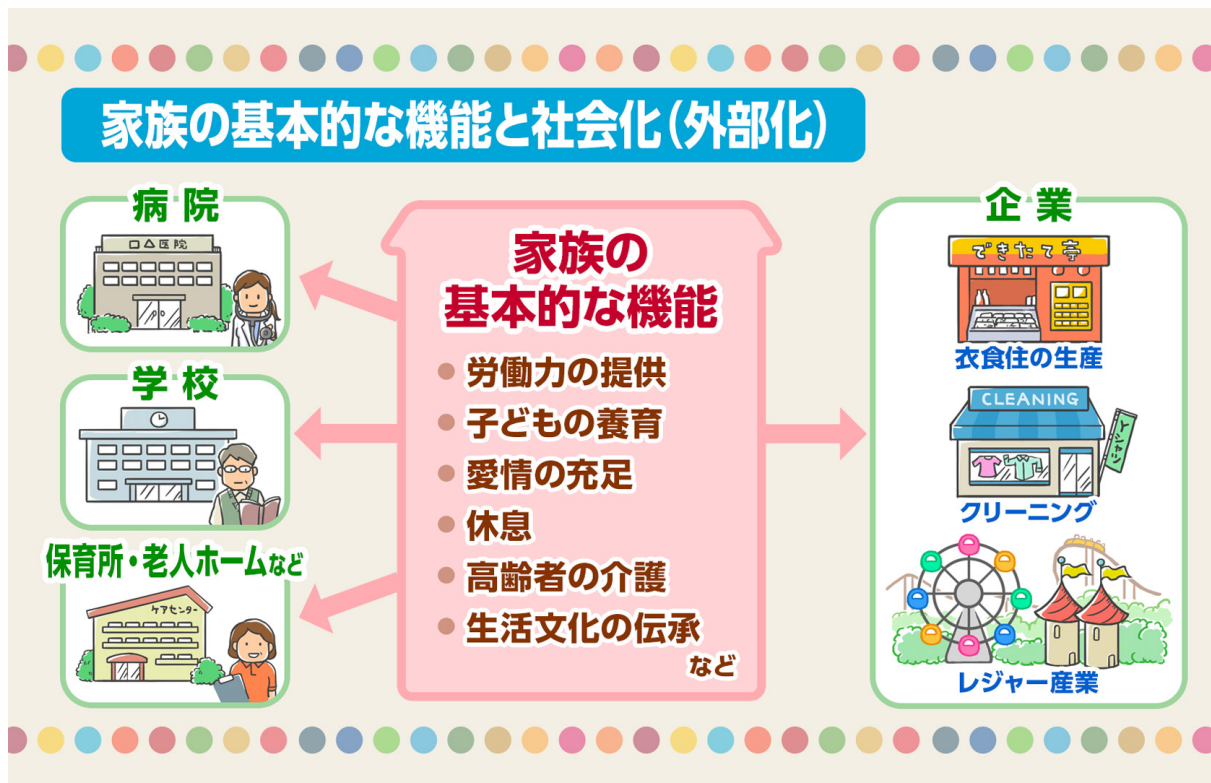 家族の基本的な機能と社会化(外部化)
病院
口△医院
学校
保育所・老人ホームなど
ケアセンター
家族の
基本的な機能
● 労働力の提供
● 子どもの養育
● 愛情の充足
● 休息
● 高齢者の介護
● 生活文化の伝承
など
企業
できたて亭
衣食住の生産
CLEANING
Yシャツ
クリーニング
レジャー産業